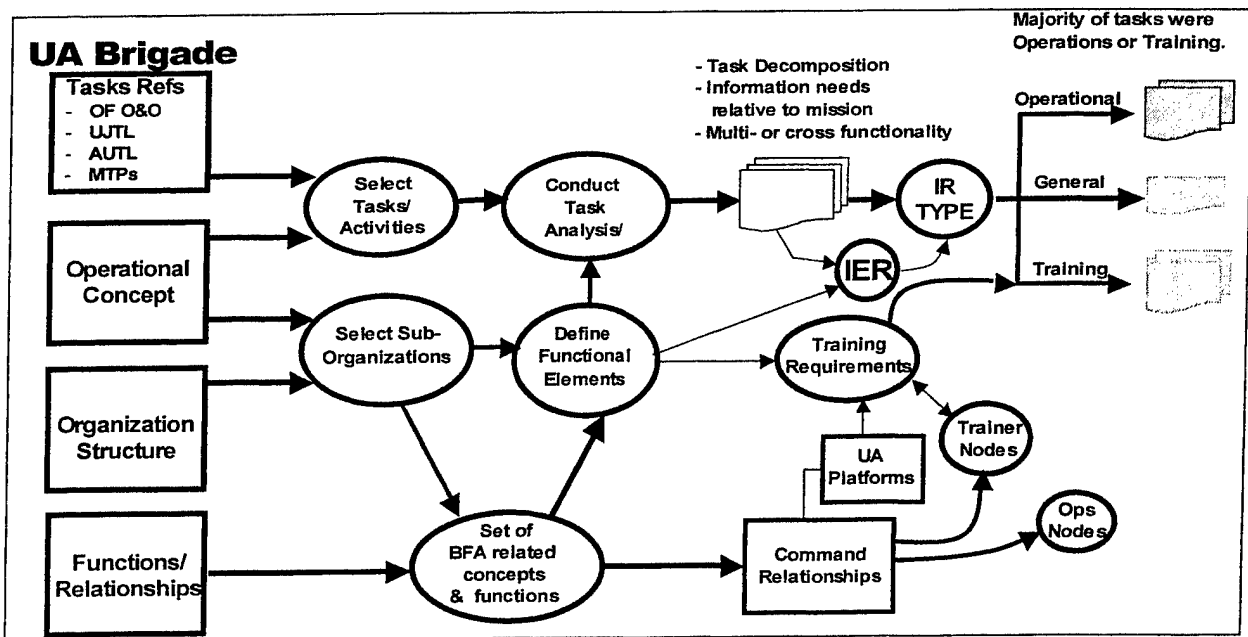 UA Brigade
Tasks Refs
- OF O&O
- UJTL
- AUTL
- MTPs
Operational
Concept
Organization
Structure
Functions/
Relationships
Select
Tasks/
Activities
Conduct
Task
Analysis/
Select Sub-
Organizations
Define
Functional
Elements
Set of
BFA related
concepts
& functions
- Task Decomposition
- Information needs
relative to mission
- Multi- or cross functionality
IR
TYPE
IER
Training
Requirements
UA
Platforms
Trainer
Nodes
Command
Relationships
Ops
Nodes
Majority of tasks were
Operations or Training.
Operational
General
Training